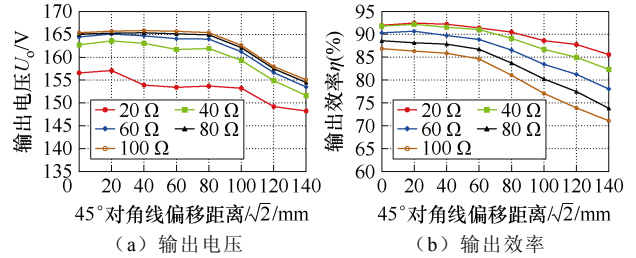 输出电压Uo/V
165
160
155
150
145
140
135
20 Ω
40 Ω
60 Ω
80 Ω
100 Ω
0 20 40 60 80 100 120 140
45°对角线偏移距离/√2/mm
(a) 输出电压
输出效率η(%)
95
90
85
80
75
70
65
60
20 Ω
40 Ω
60 Ω
80 Ω
100 Ω
0 20 40 60 80 100 120 140
45°对角线偏移距离/√2/mm
(b) 输出效率